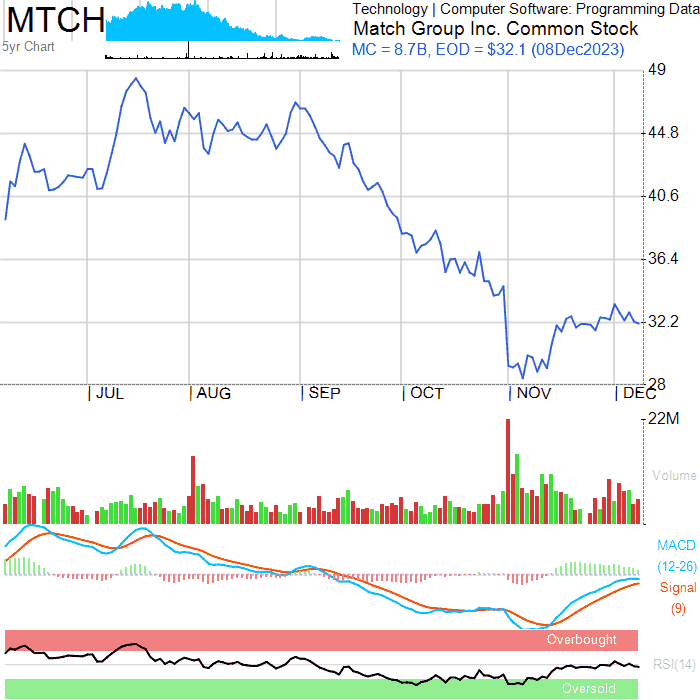 MTCH
5yr Chart
Technology | Computer Software: Programming Data
Match Group Inc. Common Stock
MC = 8.7B, EOD = $32.1 (08Dec2023)
49
44.8
40.6
36.4
32.2
28
JUL
AUG
SEP
OCT
NOV
DEC
22M
Volume
MACD
(12-26)
Signal
(9)
Overbought
RSI(14)
Oversold